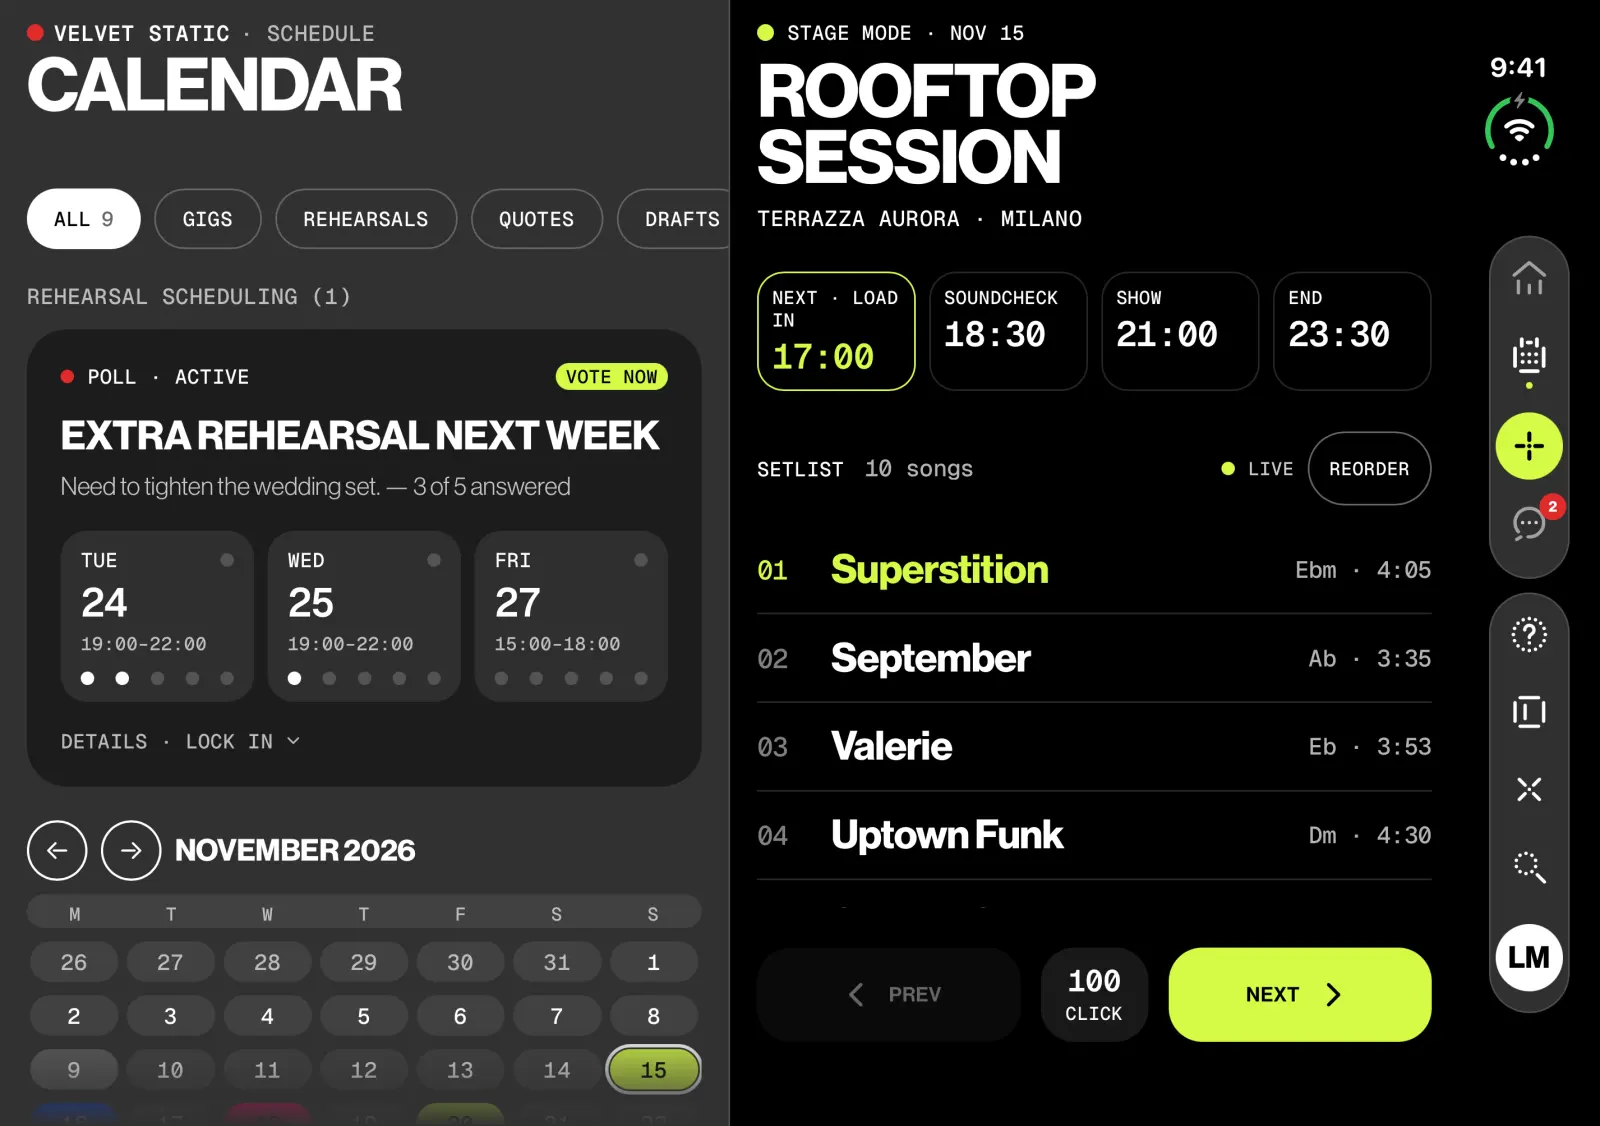 VELVET STATIC · SCHEDULE
CALENDAR
ALL 9
GIGS
REHEARSALS
QUOTES
DRAFTS
REHEARSAL SCHEDULING (1)
POLL · ACTIVE
VOTE NOW
EXTRA REHEARSAL NEXT WEEK
Need to tighten the wedding set. — 3 of 5 answered
TUE
24
19:00-22:00
WED
25
19:00-22:00
FRI
27
15:00-18:00
DETAILS · LOCK IN
NOVEMBER 2026
M T W T F S S
26 27 28 29 30 31 1
2 3 4 5 6 7 8
9 10 11 12 13 14 15
STAGE MODE · NOV 15
ROOFTOP
SESSION
TERRAZZA AURORA · MILANO
NEXT · LOAD
IN
17:00
SOUNDCHECK
18:30
SHOW
21:00
END
23:30
SETLIST 10 songs
LIVE
REORDER
01 Superstition Ebm · 4:05
02 September Ab · 3:35
03 Valerie Eb · 3:53
04 Uptown Funk Dm · 4:30
PREV
100
CLICK
NEXT
9:41
2
LM